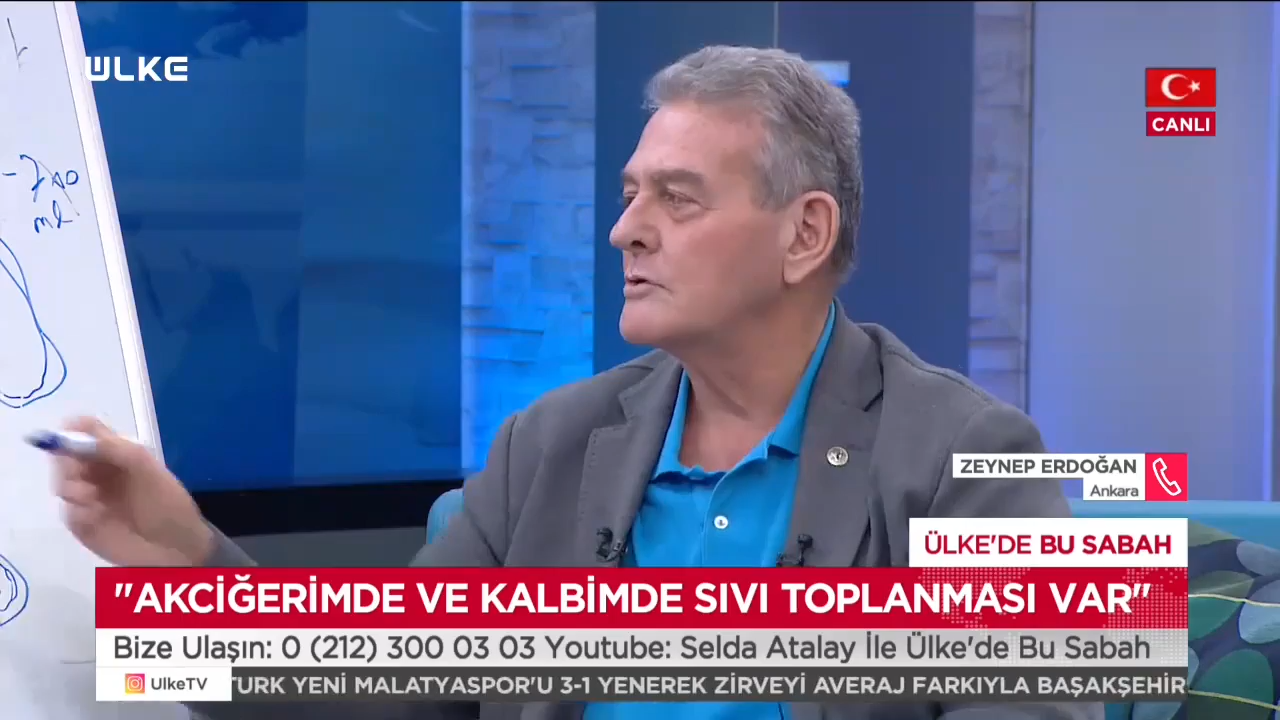 ÜLKE
CANLI
ml
ZEYNEP ERDOĞAN
Ankara
ÜLKE'DE BU SABAH
"AKCİĞERİMDE VE KALBİMDE SIVI TOPLANMASI VAR"
Bize Ulaşın: 0 (212) 300 03 03 Youtube: Selda Atalay İle Ülke'de Bu Sabah
UlkeTV
TURK YENİ MALATYASPOR'U 3-1 YENEREK ZİRVEYİ AVERAJ FARKIYLA BAŞAKŞEHİR